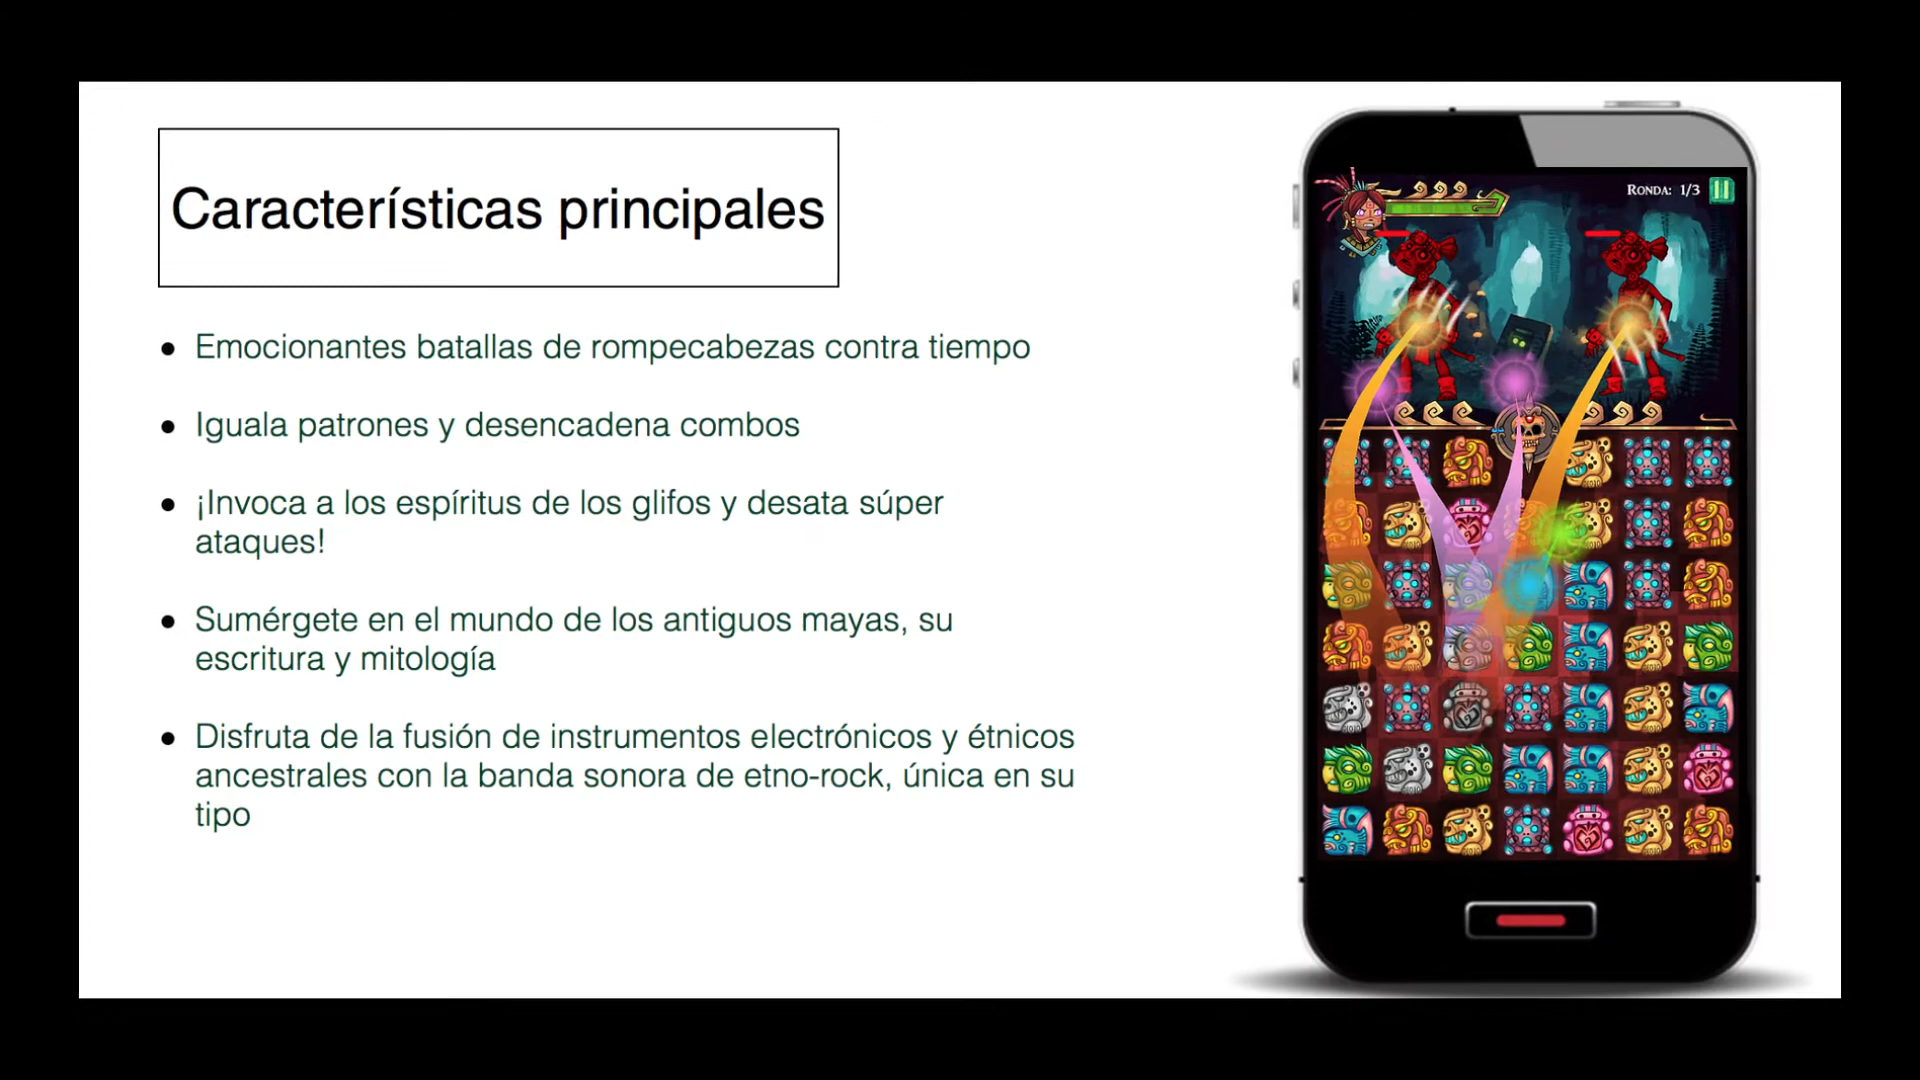 Características principales
Emocionantes batallas de rompecabezas contra tiempo
Iguala patrones y desencadena combos
¡Invoca a los espíritus de los glifos y desata súper
ataques!
Sumérgete en el mundo de los antiguos mayas, su
escritura y mitología
Disfruta de la fusión de instrumentos electrónicos y étnicos
ancestrales con la banda sonora de etno-rock, única en su
tipo
RONDA: 1/3